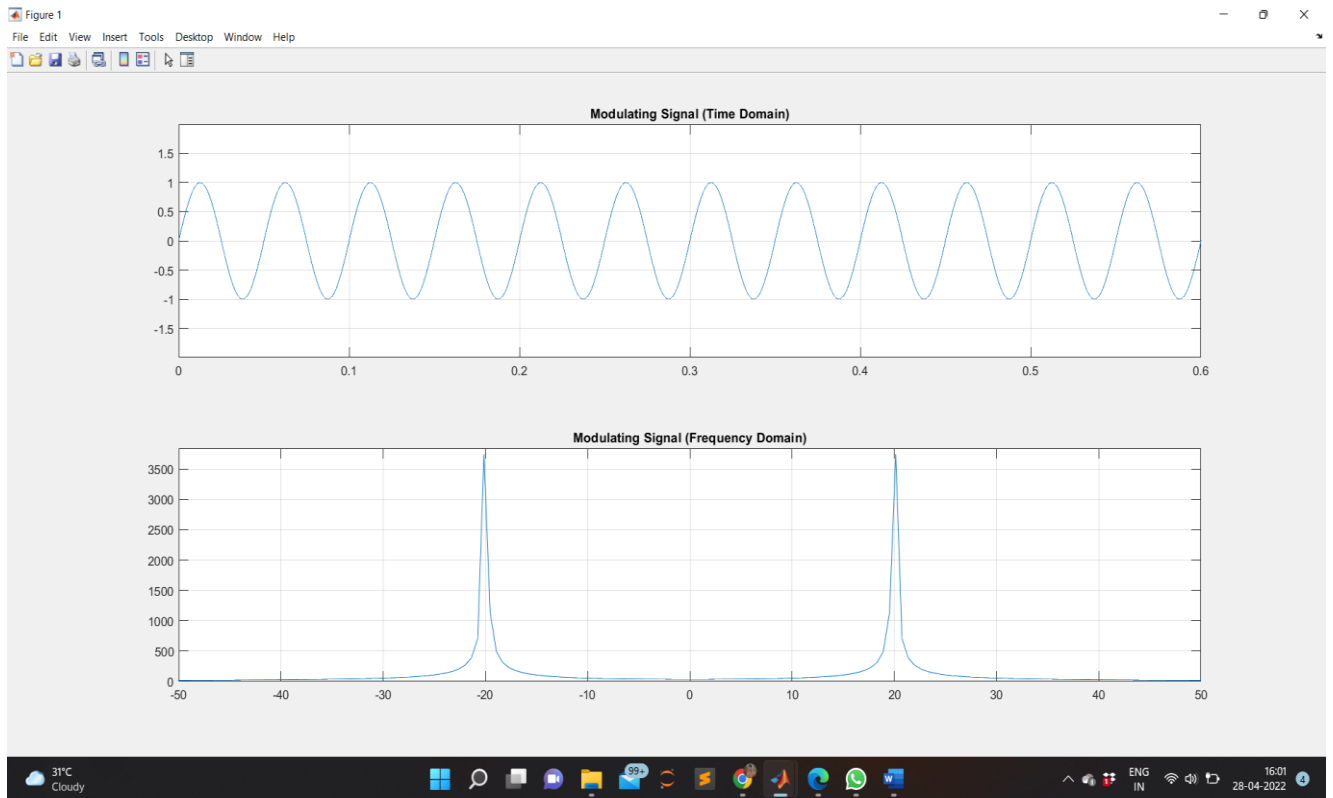 Figure 1
File Edit View Insert Tools Desktop Window Help
Modulating Signal (Time Domain)
1.5
1
0.5
0
-0.5
-1
-1.5
0 0.1 0.2 0.3 0.4 0.5 0.6
Modulating Signal (Frequency Domain)
3500
3000
2500
2000
1500
1000
500
0
-50 -40 -30 -20 -10 0 10 20 30 40 50
31°C
Cloudy
99+
ENG
IN
16:01
28-04-2022
4